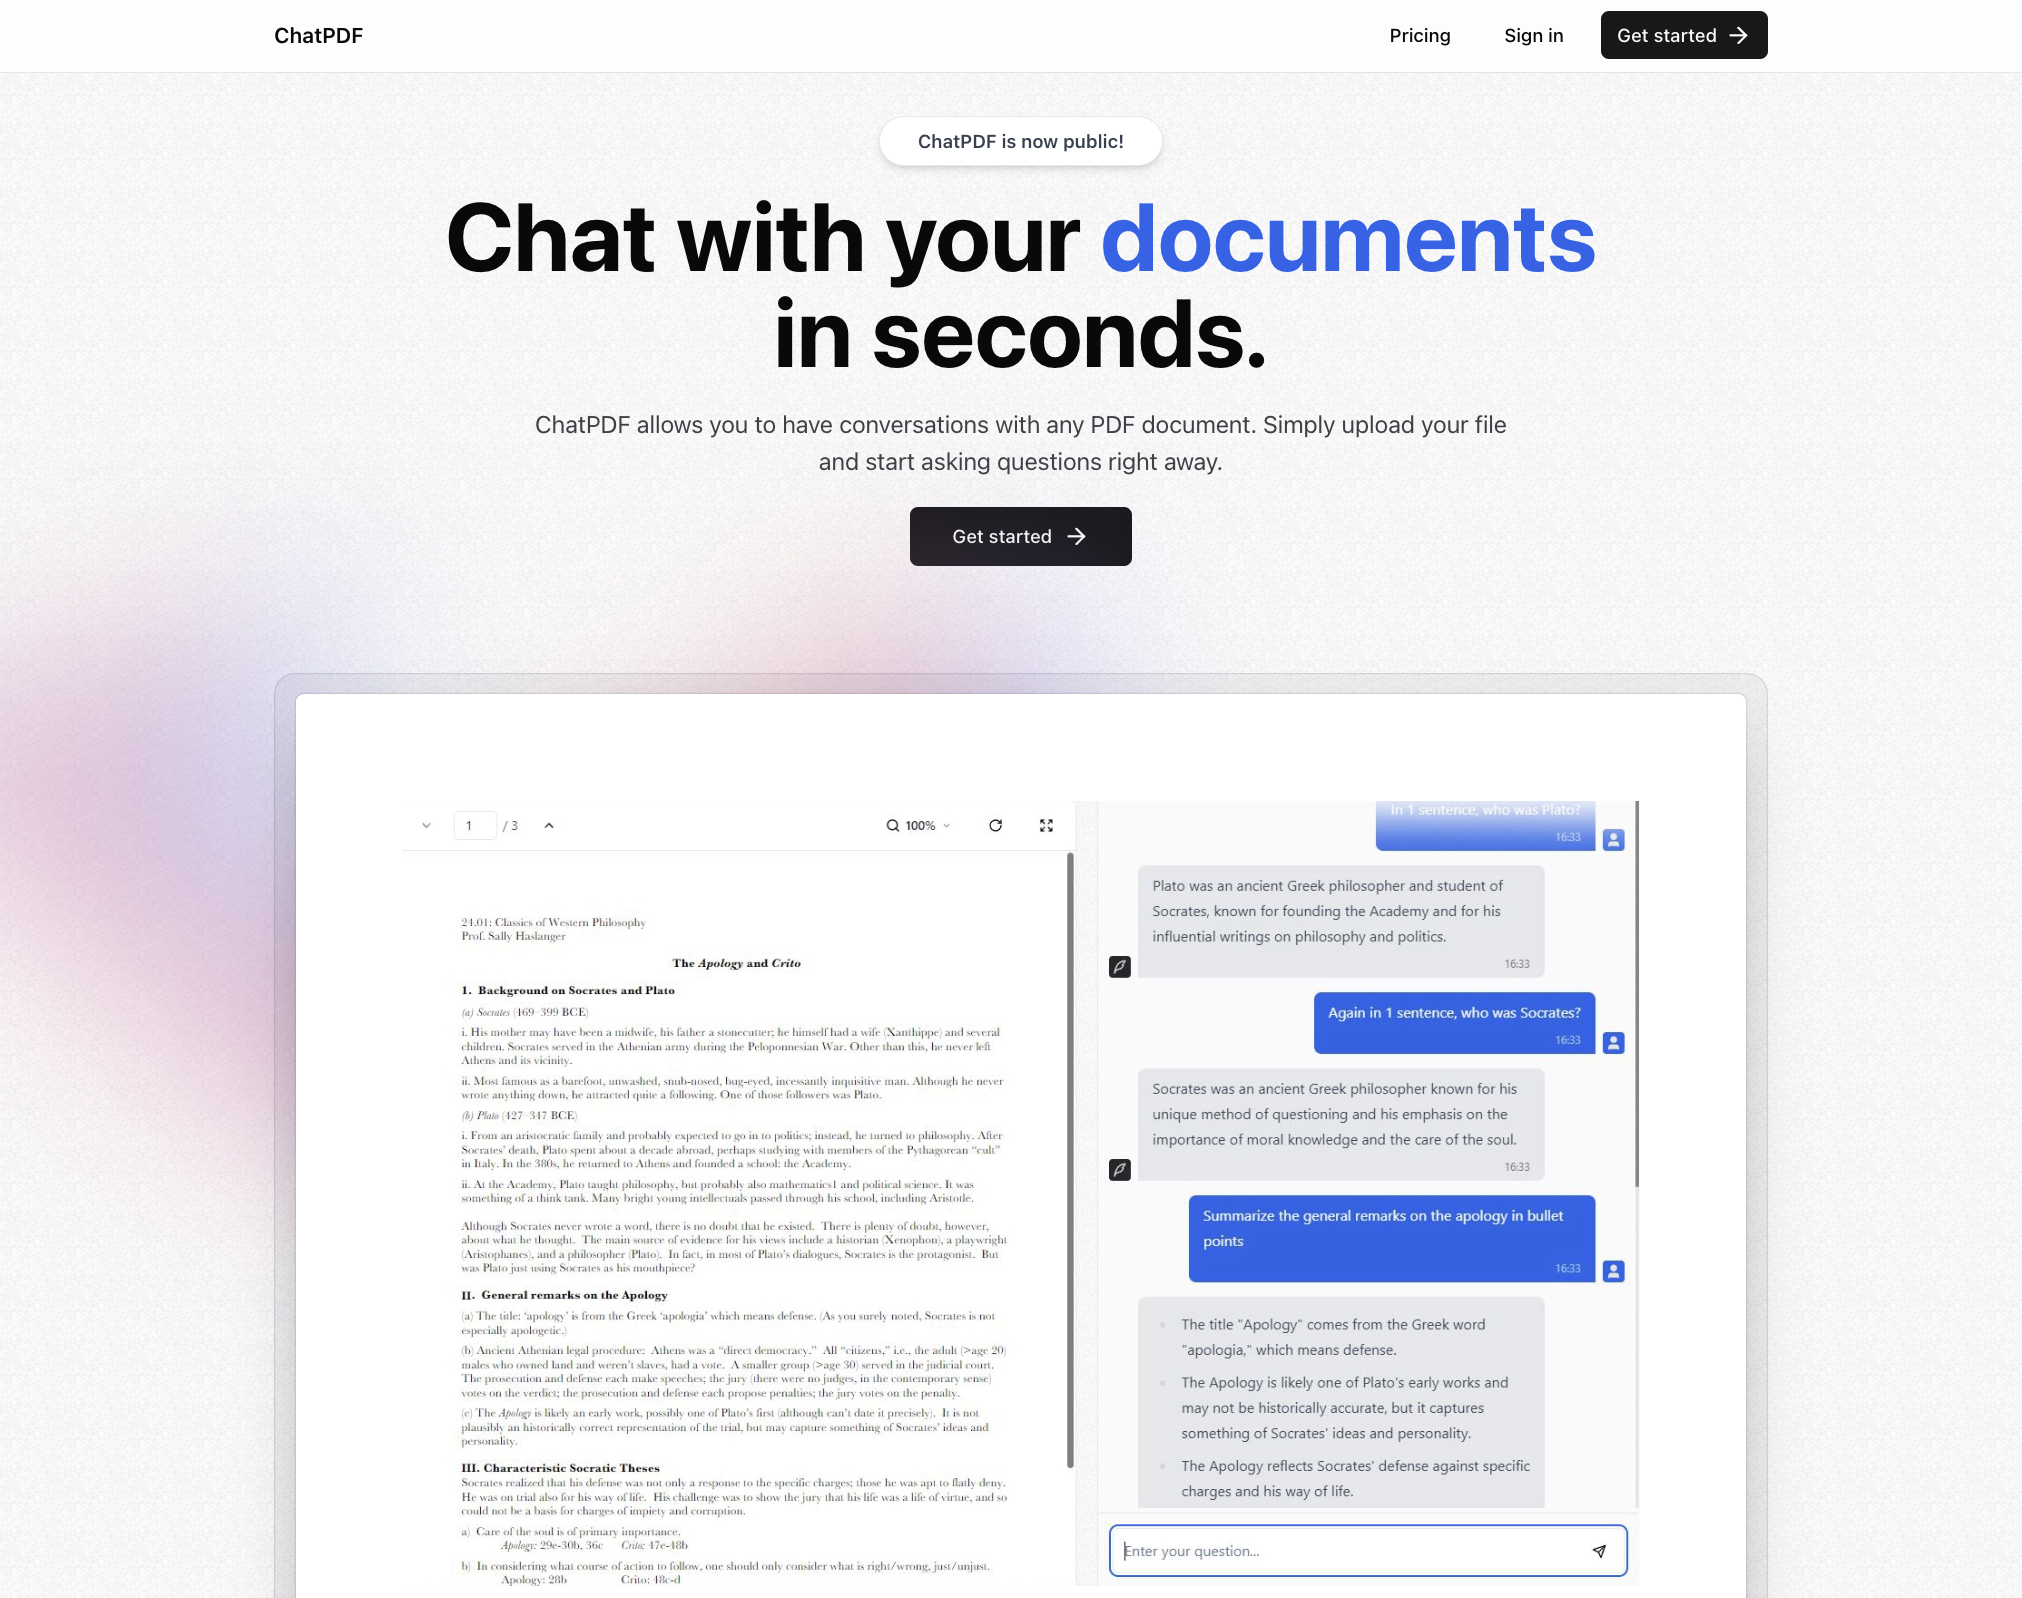 ChatPDF
Pricing
Sign in
Get started
ChatPDF is now public!
Chat with your documents
in seconds.
ChatPDF allows you to have conversations with any PDF document. Simply upload your file
and start asking questions right away.
Get started
1 / 3
100%
24.01: Classics of Western Philosophy
Prof. Sally Haslanger
The Apology and Crito
1. Background on Socrates and Plato
(a) Socrates (469–399 BCE)
i. His mother may have been a midwife, his father a stonecutter; he himself had a wife (Xanthippe) and several
children. Socrates served in the Athenian army during the Peloponnesian War. Other than this, he never left
Athens and its vicinity.
ii. Most famous as a barefoot, unwashed, snub-nosed, bug-eyed, incessantly inquisitive man. Although he never
wrote anything down, he attracted quite a following. One of those followers was Plato.
(b) Plato (427–347 BCE)
i. From an aristocratic family and probably expected to go in to politics; instead, he turned to philosophy. After
Socrates' death, Plato spent about a decade abroad, perhaps studying with members of the Pythagorean "cult"
in Italy. In the 380s, he returned to Athens and founded a school: the Academy.
ii. At the Academy, Plato taught philosophy, but probably also mathematics1 and political science. It was
something of a think tank. Many bright young intellectuals passed through his school, including Aristotle.
Although Socrates never wrote a word, there is no doubt that he existed. There is plenty of doubt, however,
about what he thought. The main source of evidence for his views include a historian (Xenophon), a playwright
(Aristophanes), and a philosopher (Plato). In fact, in most of Plato's dialogues, Socrates is the protagonist. But
was Plato just using Socrates as his mouthpiece?
II. General remarks on the Apology
(a) The title: 'apology' is from the Greek 'apologia' which means defense. (As you surely noted, Socrates is not
especially apologetic.)
(b) Ancient Athenian legal procedure: Athens was a "direct democracy." All "citizens," i.e., the adult (>age 20)
males who owned land and weren't slaves, had a vote. A smaller group (>age 30) served in the judicial court.
The prosecution and defense each make speeches; the jury (there were no judges, in the contemporary sense)
votes on the verdict; the prosecution and defense each propose penalties; the jury votes on the penalty.
(c) The Apology is likely an early work, possibly one of Plato's first (although can't date it precisely). It is not
plausibly an historically correct representation of the trial, but may capture something of Socrates' ideas and
personality.
III. Characteristic Socratic Theses
Socrates realized that his defense was not only a response to the specific charges; those he was apt to flatly deny.
He was on trial also for his way of life. His challenge was to show the jury that his life was a life of virtue, and so
could not be a basis for charges of impiety and corruption.
a) Care of the soul is of primary importance.
Apology: 29e-30b, 36c Crito: 47e-48b
b) In considering what course of action to follow, one should only consider what is right/wrong, just/unjust.
Apology: 28b Crito: 48c-d
in 1 sentence, who was Plato?
16:33
Plato was an ancient Greek philosopher and student of
Socrates, known for founding the Academy and for his
influential writings on philosophy and politics.
16:33
Again in 1 sentence, who was Socrates?
16:33
Socrates was an ancient Greek philosopher known for his
unique method of questioning and his emphasis on the
importance of moral knowledge and the care of the soul.
16:33
Summarize the general remarks on the apology in bullet
points
16:33
The title "Apology" comes from the Greek word
"apologia," which means defense.
The Apology is likely one of Plato's early works and
may not be historically accurate, but it captures
something of Socrates' ideas and personality.
The Apology reflects Socrates' defense against specific
charges and his way of life.
Enter your question...